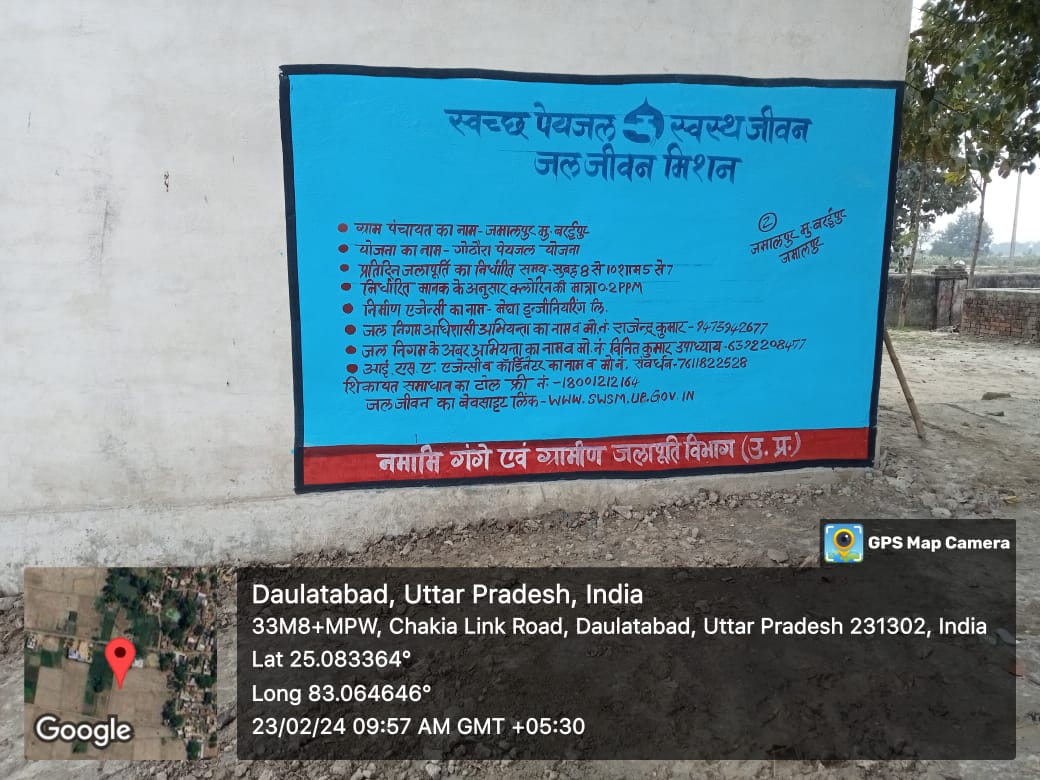 स्वच्छ पेयजल स्वस्थ जीवन
जल जीवन मिशन
ग्राम पंचायत का नाम- जमालपुर मु. बरईपुर
योजना का नाम- गोठौरा पेयजल योजना
प्रतिदिन जलापूर्ति का निर्धारित समय- सुबह 8 से 10 शाम 5 से 7
निर्धारित मानक के अनुसार क्लोरिन की मात्रा 0.2 PPM
निर्माण एजेन्सी का नाम- मेघा इन्जीनियरिंग लि.
जल निगम अधिशासी अभियन्ता का नाम व मो.नं. राजेन्द्र कुमार- 9473942677
जल निगम के अवर अभियन्ता का नाम व मो. नं. विनित कुमार उपाध्याय-6392208477
आई. एस. ए. एजेन्सी व कॉर्डिनेटर का नाम व मो.नं. संवर्धन-7611822528
शिकायत समाधान का टोल फ्री नं -18001212164
जल जीवन का बेवसाइट लिंक- WWW.SWSM.UP.GOV.IN
2
जमालपुर मु. बरईपुर
जमालपुर
नमामि गंगे एवं ग्रामीण जलापूर्ति विभाग (उ. प्र.)
GPS Map Camera
Daulatabad, Uttar Pradesh, India
33M8+MPW, Chakia Link Road, Daulatabad, Uttar Pradesh 231302, India
Lat 25.083364°
Long 83.064646°
23/02/24 09:57 AM GMT +05:30
Google